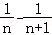 1/n - 1/(n+1)